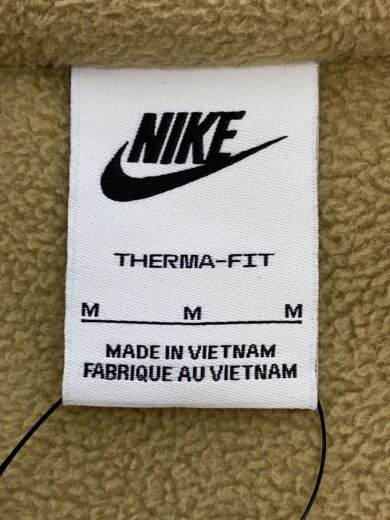 NIKE
THERMA-FIT
M M M
MADE IN VIETNAM
FABRIQUE AU VIETNAM